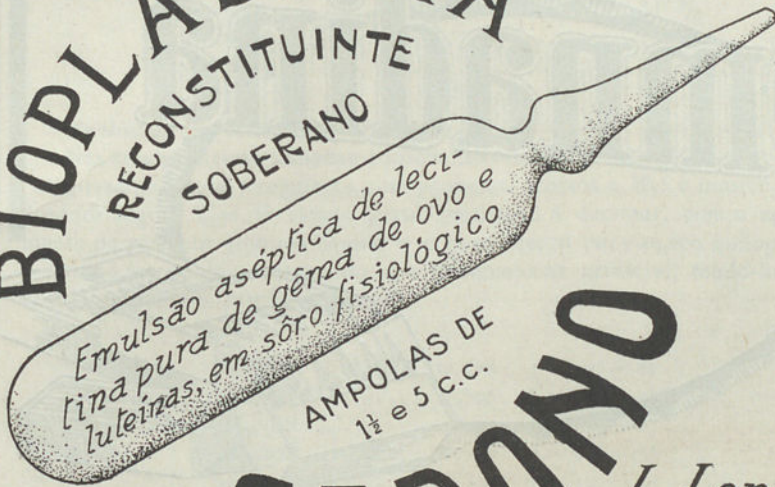 RECONSTITUINTE
SOBERANO
Emulsão aséptica de leci-
tina pura de gêma de ovo e
luteínas, em sôro fisiológico
AMPOLAS DE
1½ e 5 c.c.